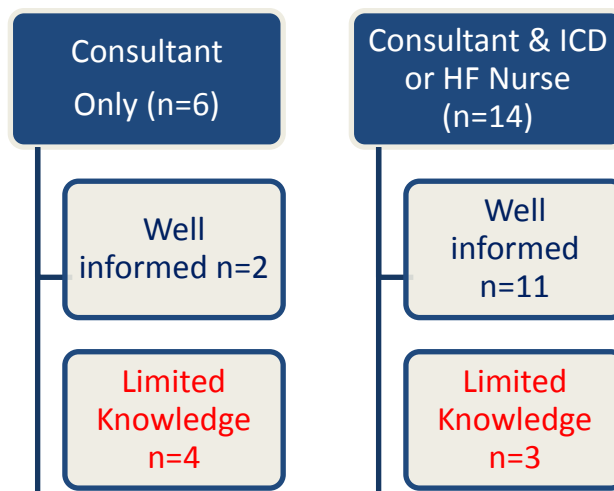 Consultant
Only (n=6)
Well
informed n=2
Limited
Knowledge
n=4
Consultant & ICD
or HF Nurse
(n=14)
Well
informed
n=11
Limited
Knowledge
n=3